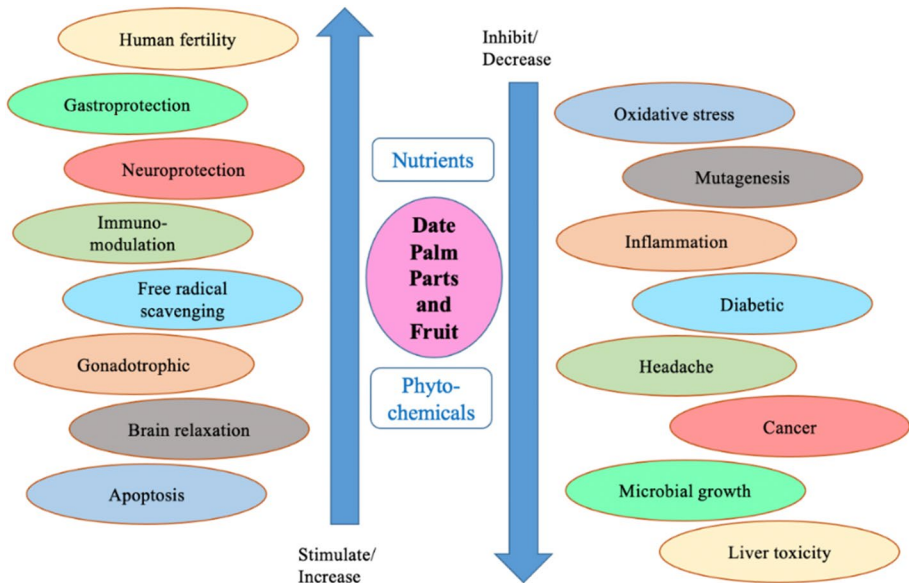 Human fertility
Gastroprotection
Neuroprotection
Immuno-
modulation
Free radical
scavenging
Gonadotrophic
Brain relaxation
Apoptosis
Stimulate/
Increase
Nutrients
Date
Palm
Parts
and
Fruit
Phyto-
chemicals
Inhibit/
Decrease
Oxidative stress
Mutagenesis
Inflammation
Diabetic
Headache
Cancer
Microbial growth
Liver toxicity